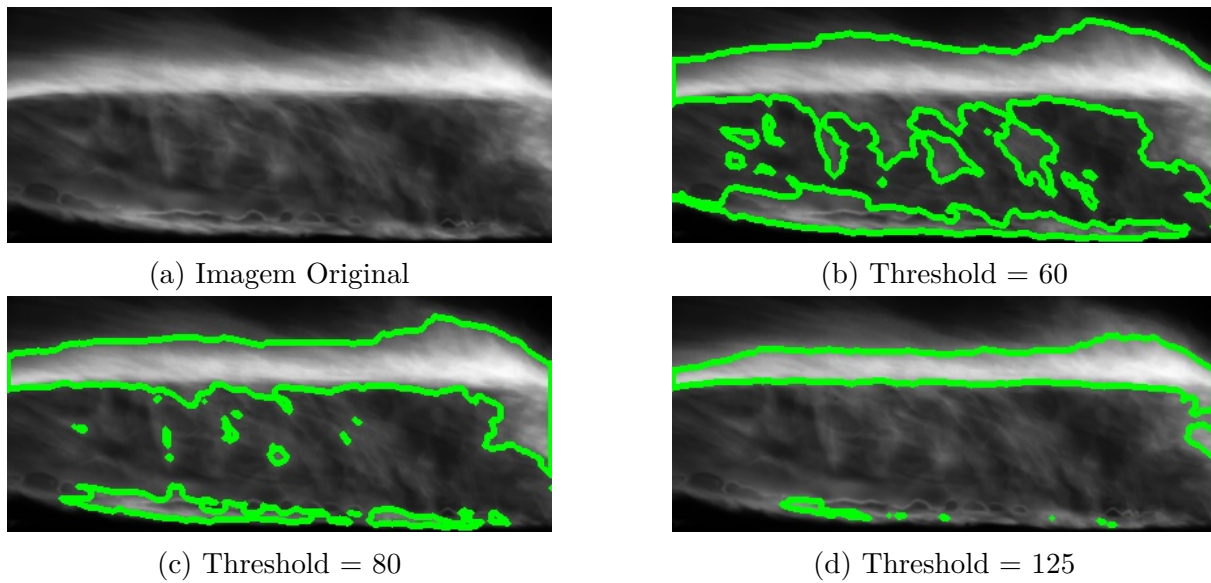 (a) Imagem Original
(b) Threshold = 60
(c) Threshold = 80
(d) Threshold = 125